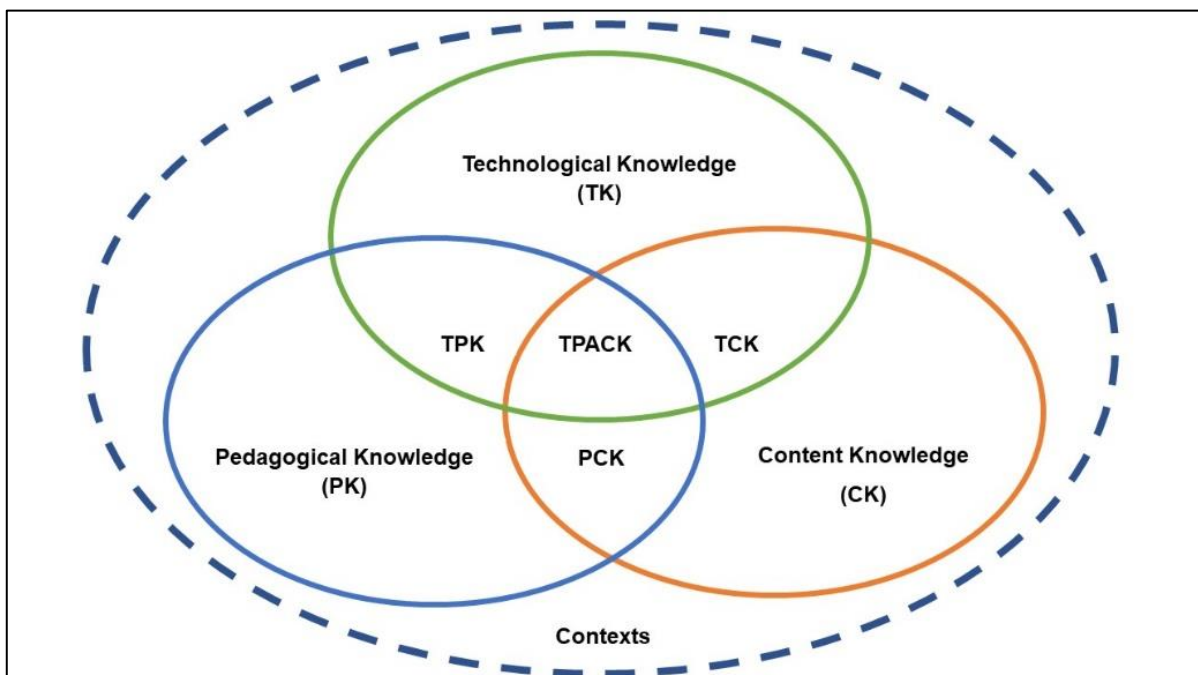 Technological Knowledge
(TK)
TPK
TPACK
TCK
Pedagogical Knowledge
(PK)
PCK
Content Knowledge
(CK)
Contexts